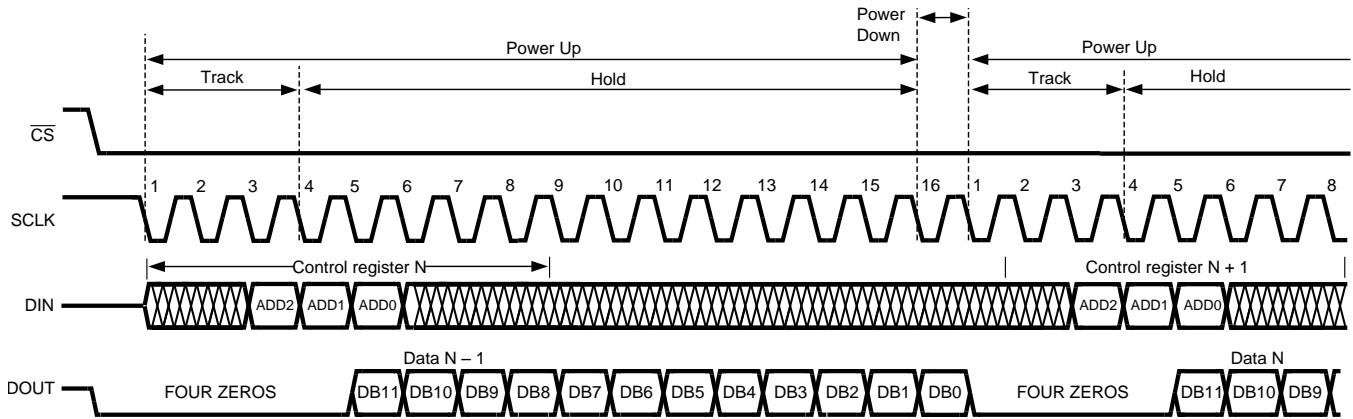 Power Down
Power Up
Power Up
Track
Hold
Track
Hold
CS
1 2 3 4 5 6 7 8 9 10 11 12 13 14 15 16 1 2 3 4 5 6 7 8
SCLK
Control register N
Control register N + 1
DIN
ADD2 ADD1 ADD0
ADD2 ADD1 ADD0
Data N – 1
Data N
DOUT
FOUR ZEROS
DB11 DB10 DB9 DB8 DB7 DB6 DB5 DB4 DB3 DB2 DB1 DB0
FOUR ZEROS
DB11 DB10 DB9